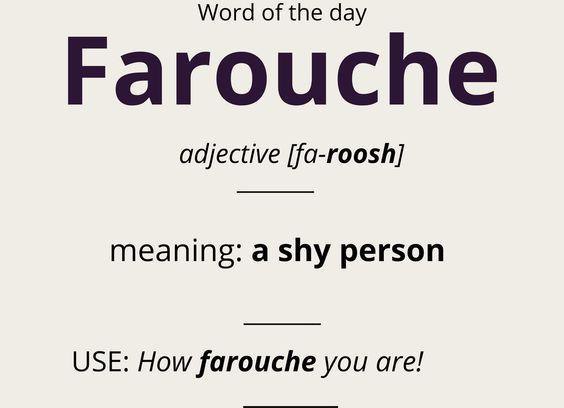 Word of the day
Farouche
adjective [fa-roosh]
meaning: a shy person
USE: How farouche you are!